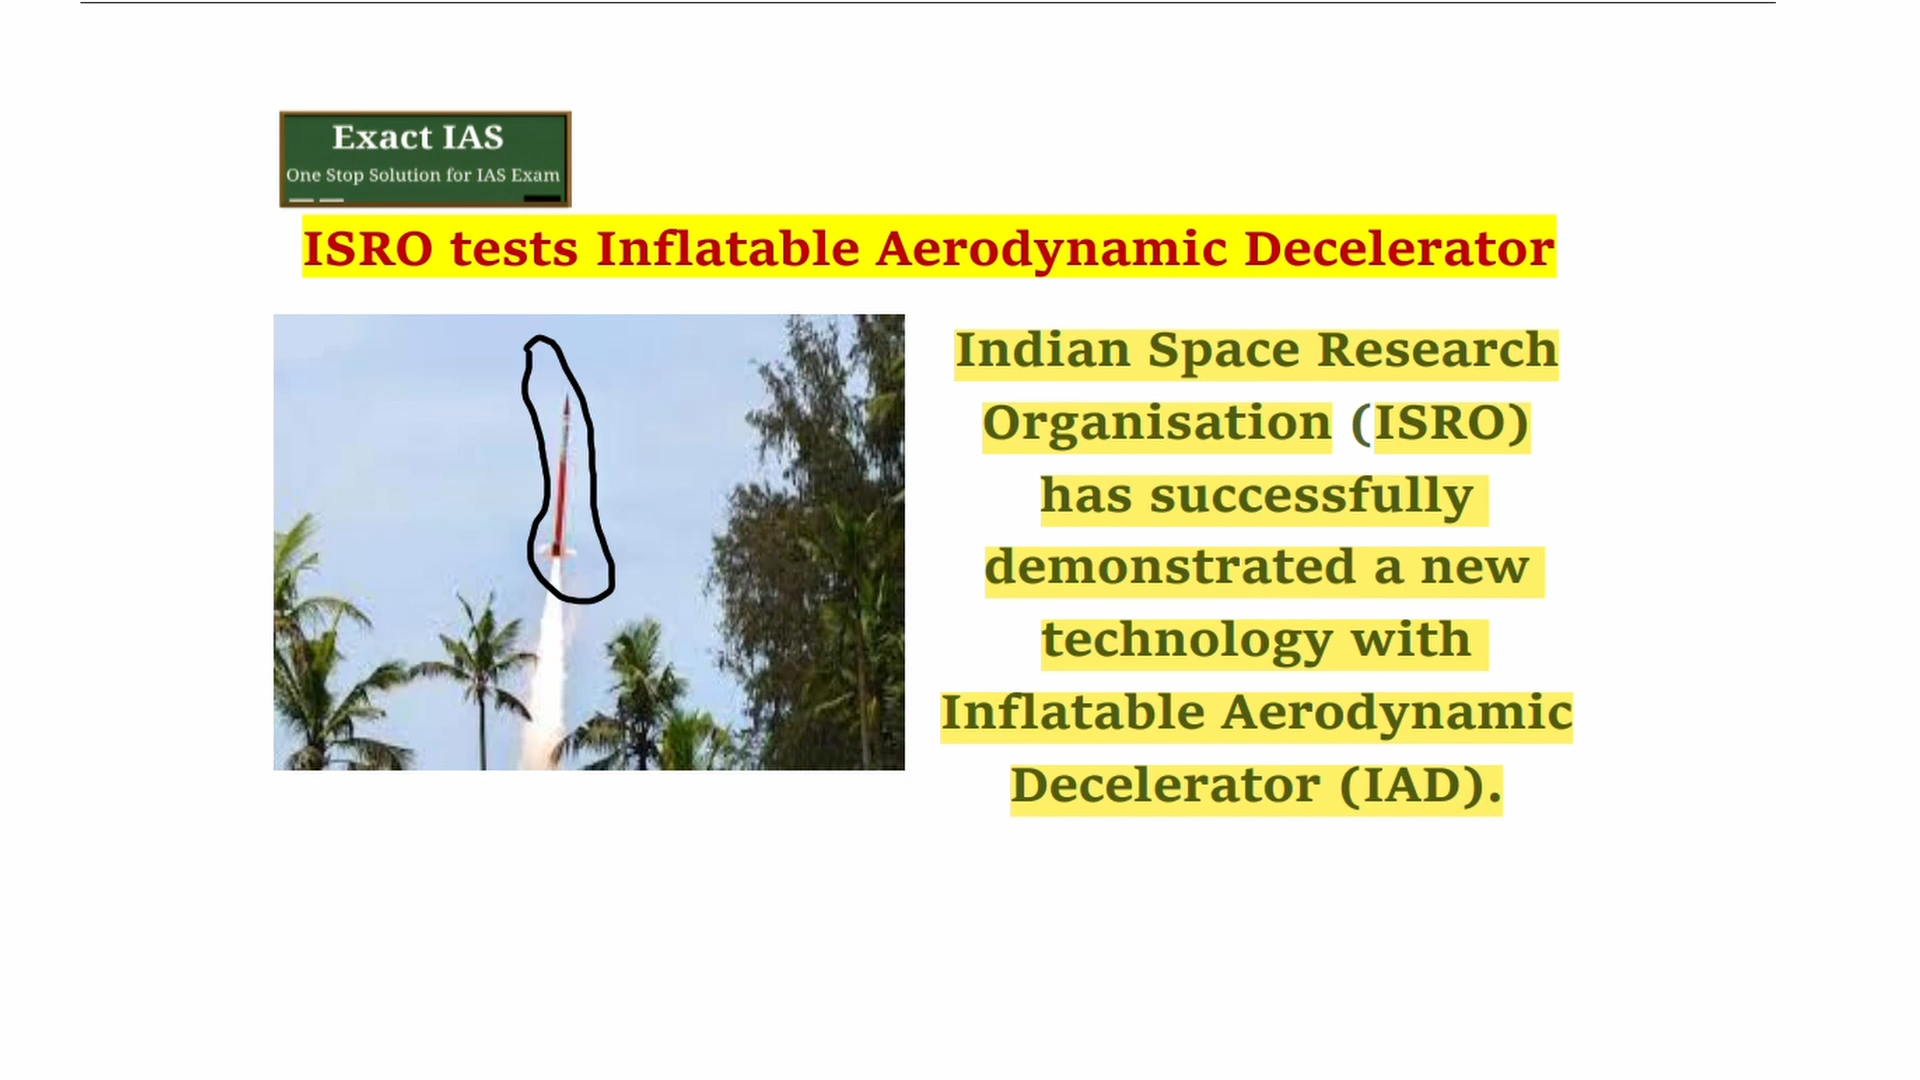 Exact IAS
One Stop Solution for IAS Exam
ISRO tests Inflatable Aerodynamic Decelerator
Indian Space Research
Organisation (ISRO)
has successfully
demonstrated a new
technology with
Inflatable Aerodynamic
Decelerator (IAD).